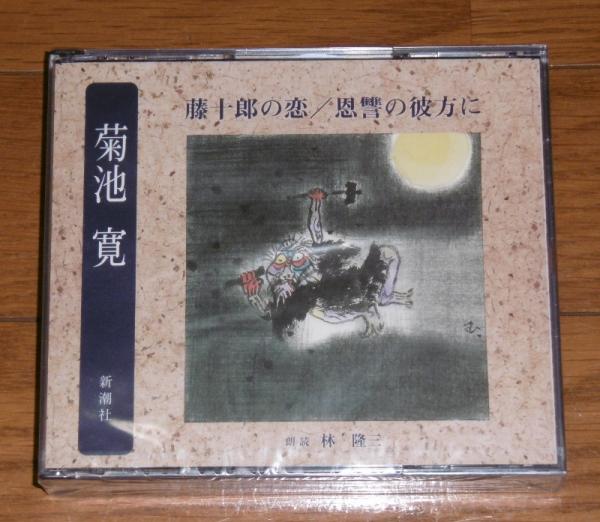 藤十郎の恋／恩讐の彼方に
菊池 寛
新潮社
む
朗読 林 隆三